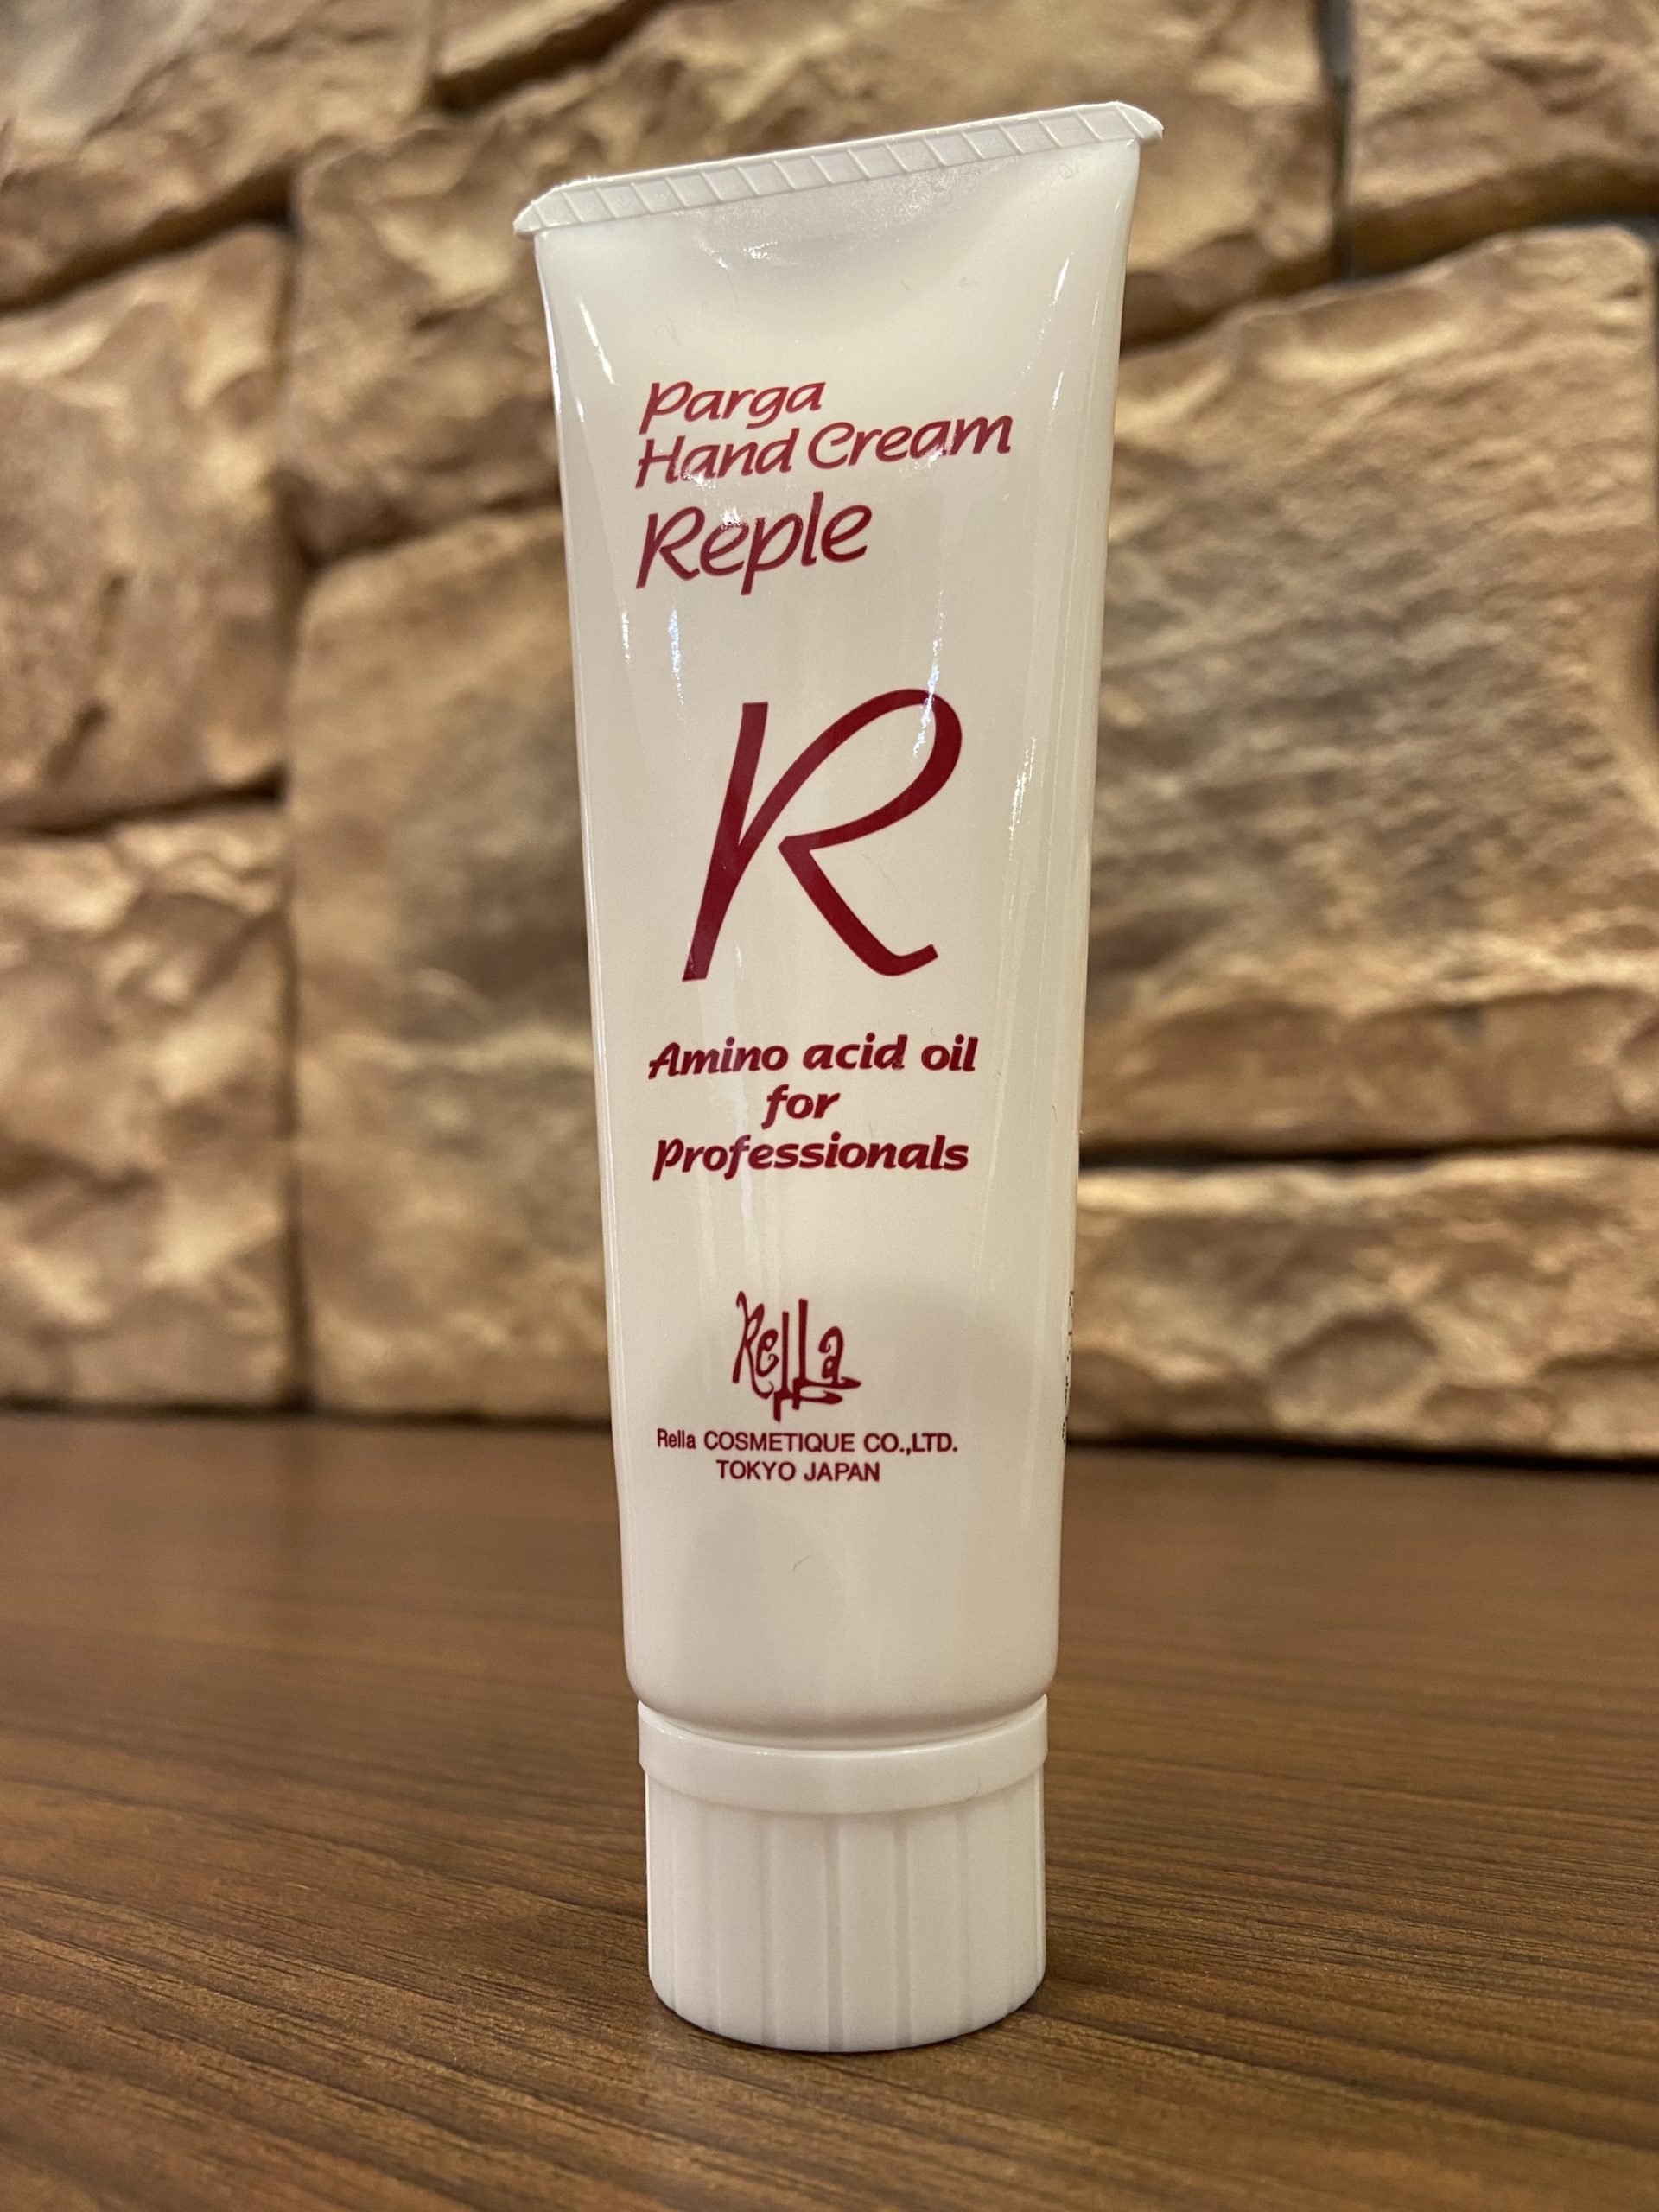 Parga
Hand Cream
Reple
R
Amino acid oil
for
Professionals
Rella
Rella COSMETIQUE CO.,LTD.
TOKYO JAPAN